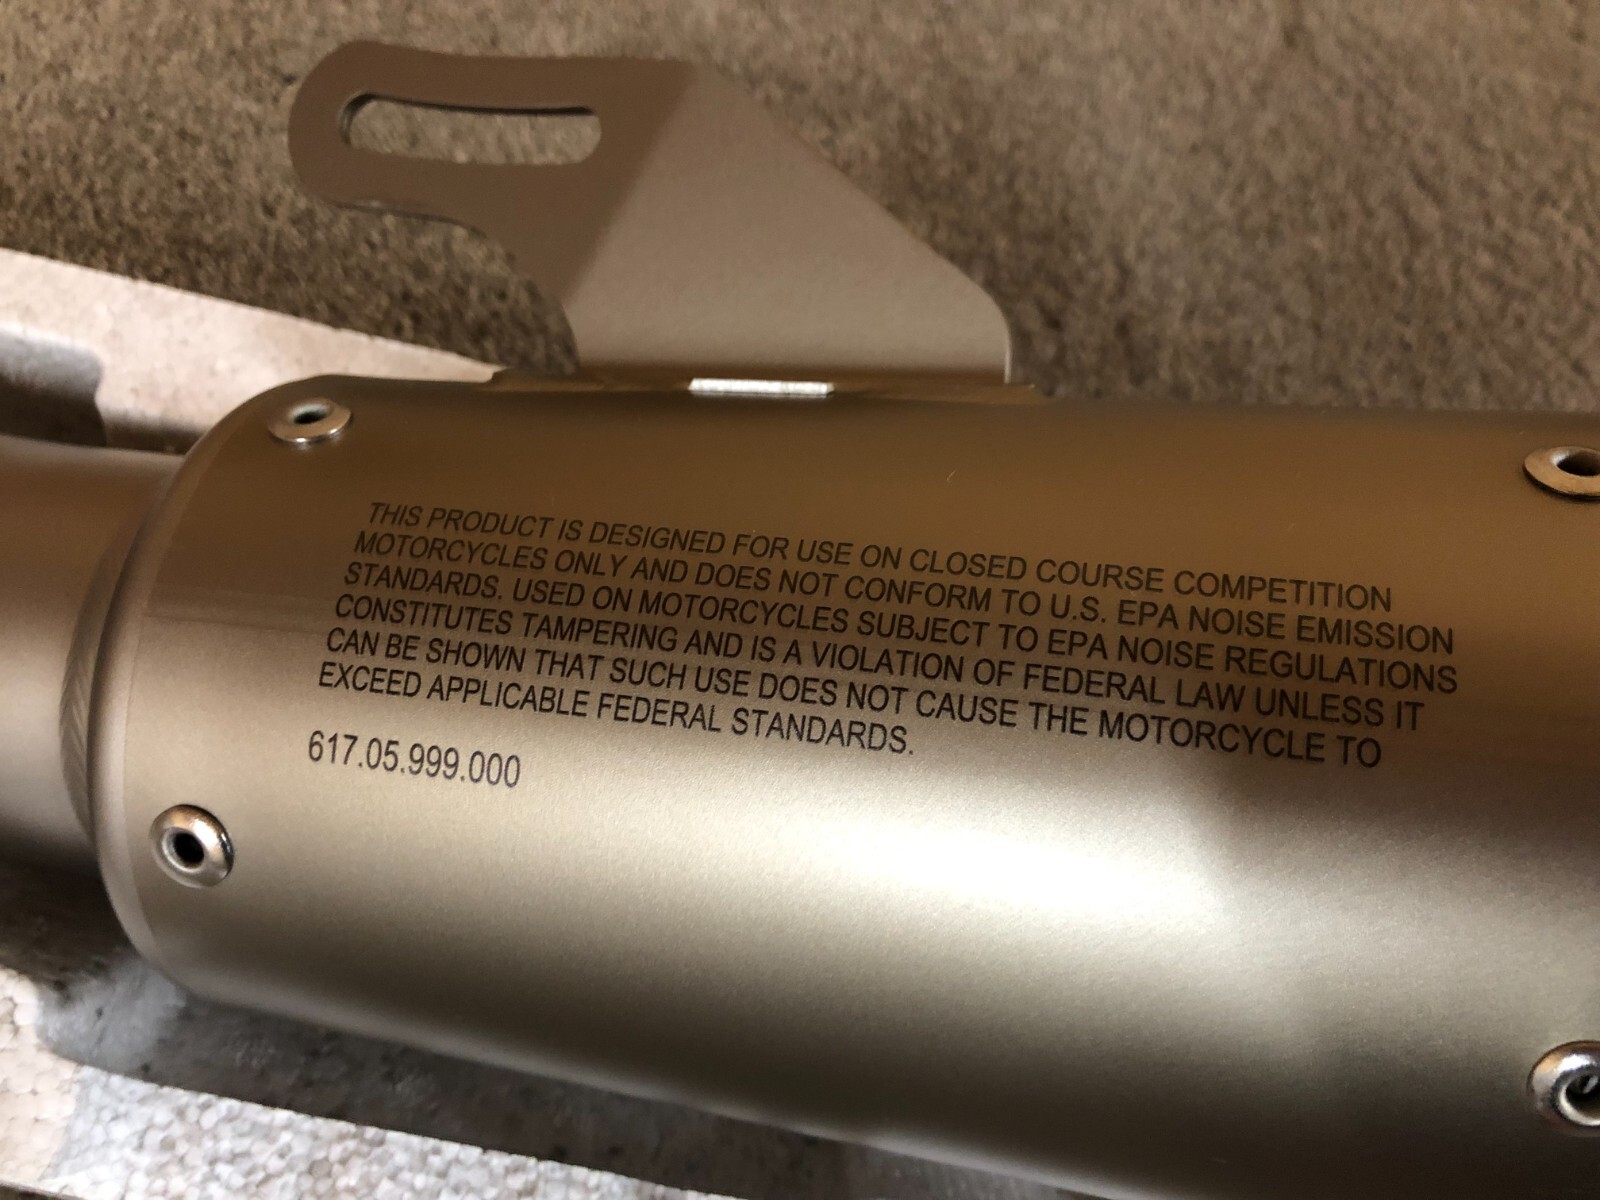 THIS PRODUCT IS DESIGNED FOR USE ON CLOSED COURSE COMPETITION
MOTORCYCLES ONLY AND DOES NOT CONFORM TO U.S. EPA NOISE EMISSION
STANDARDS. USED ON MOTORCYCLES SUBJECT TO EPA NOISE REGULATIONS
CONSTITUTES TAMPERING AND IS A VIOLATION OF FEDERAL LAW UNLESS IT
CAN BE SHOWN THAT SUCH USE DOES NOT CAUSE THE MOTORCYCLE TO
EXCEED APPLICABLE FEDERAL STANDARDS.
617.05.999.000